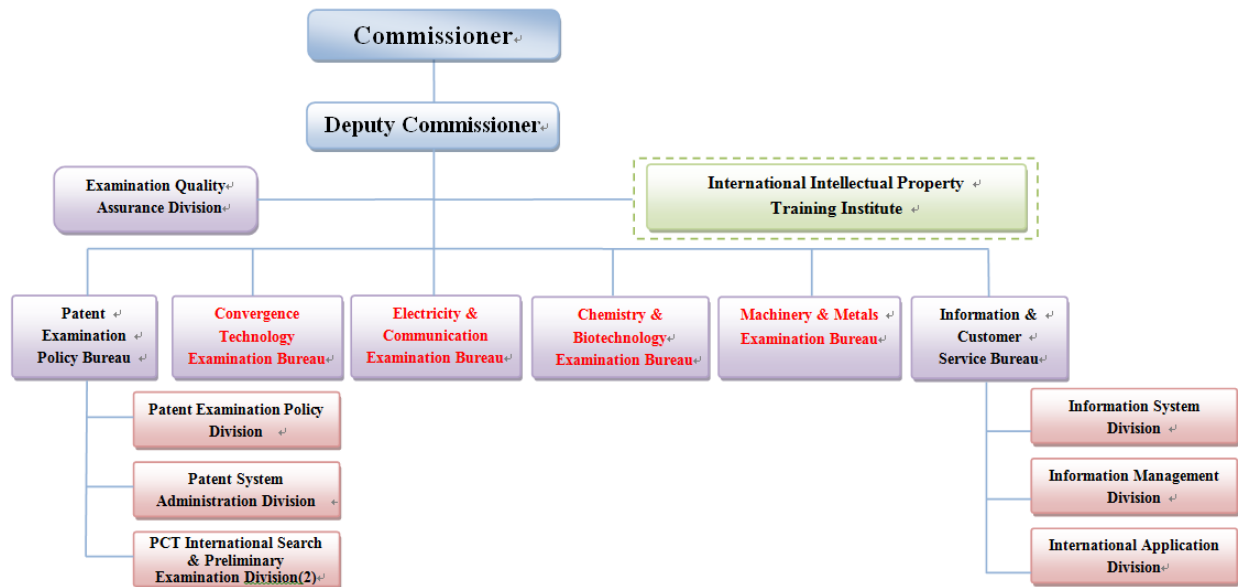 Commissioner
Deputy Commissioner
Examination Quality
Assurance Division
International Intellectual Property
Training Institute
Patent
Examination
Policy Bureau
Convergence
Technology
Examination Bureau
Electricity &
Communication
Examination Bureau
Chemistry &
Biotechnology
Examination Bureau
Machinery & Metals
Examination Bureau
Information &
Customer
Service Bureau
Patent Examination Policy
Division
Patent System
Administration Division
PCT International Search
& Preliminary
Examination Division(2)
Information System
Division
Information Management
Division
International Application
Division